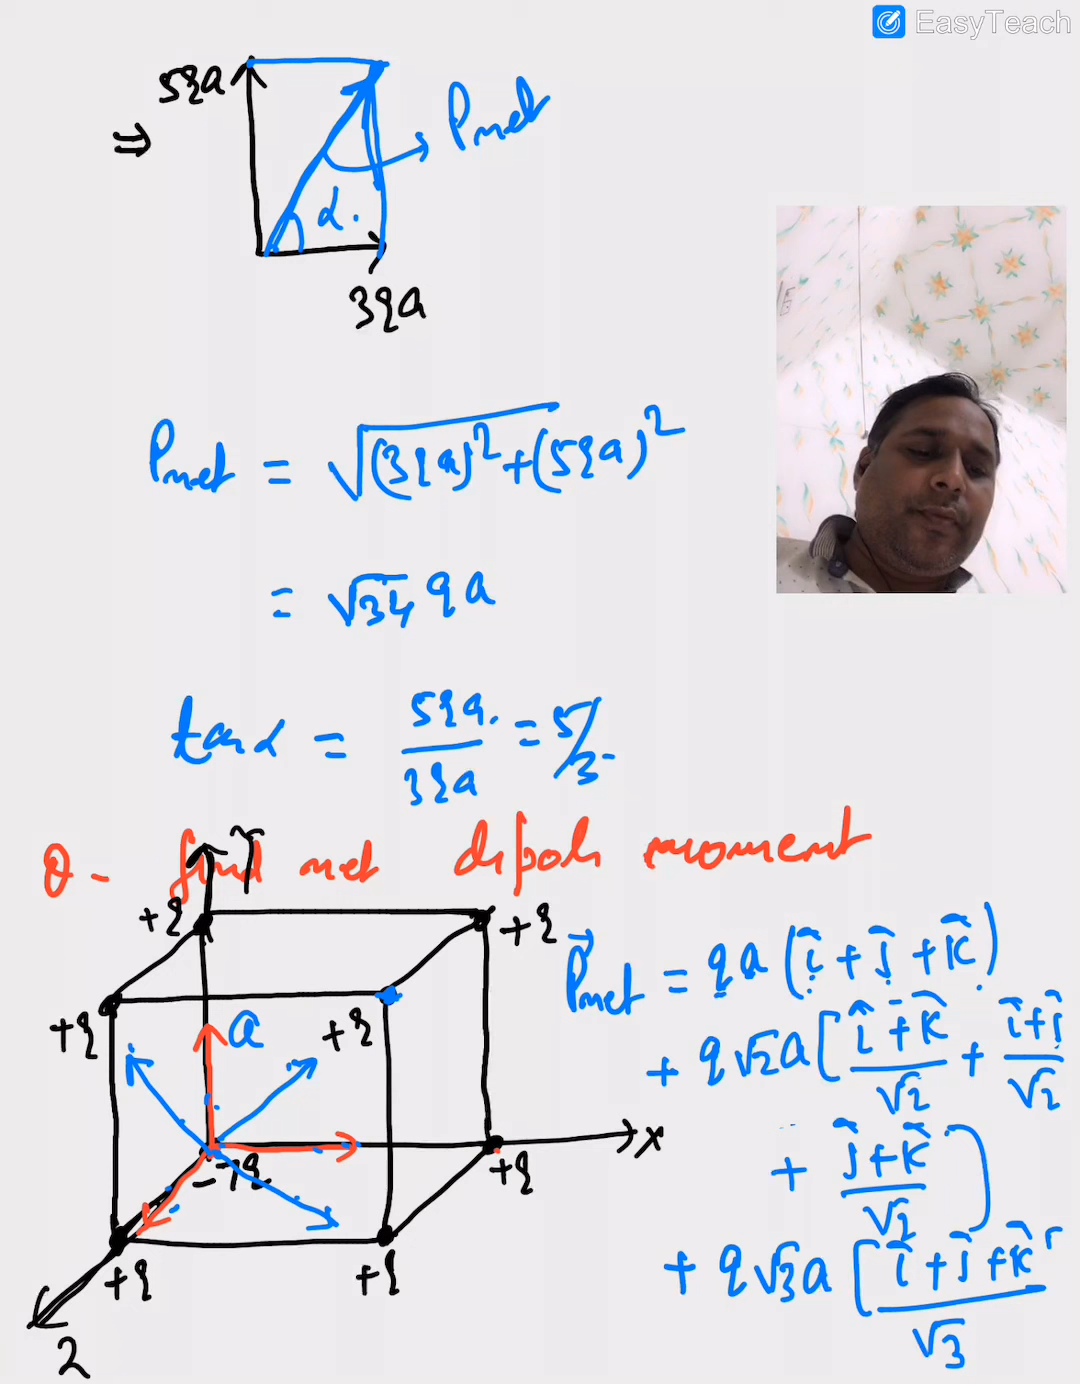 EasyTeach
5qa
⇒
Pnet
α.
3qa
Pnet = √(3qa)² + (5qa)²
= √34 qa
tanα = 5qa. / 3qa = 5/3.
Q - find net dipole moment
Y
+q
+q
+q
+q
a
-7q
x
+q
+q
+q
Z
P⃗net = qa (î + ĵ + k̂)
+ q√2a [ (î + k̂)/√2 + (î + ĵ)/√2
+ (ĵ + k̂)/√2 ]
+ q√3a [ (î + ĵ + k̂)/√3